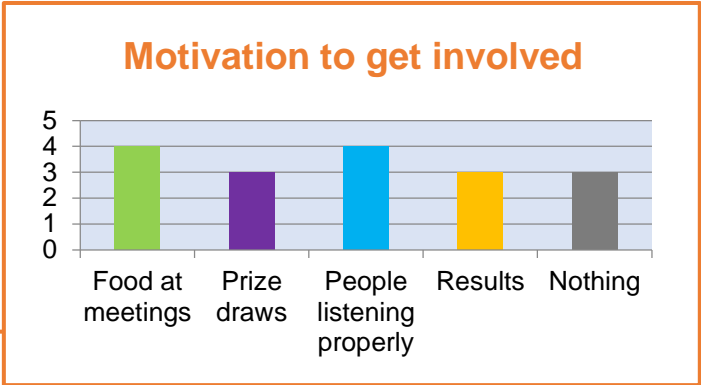 Motivation to get involved
5
4
3
2
1
0
Food at meetings
Prize draws
People listening properly
Results
Nothing